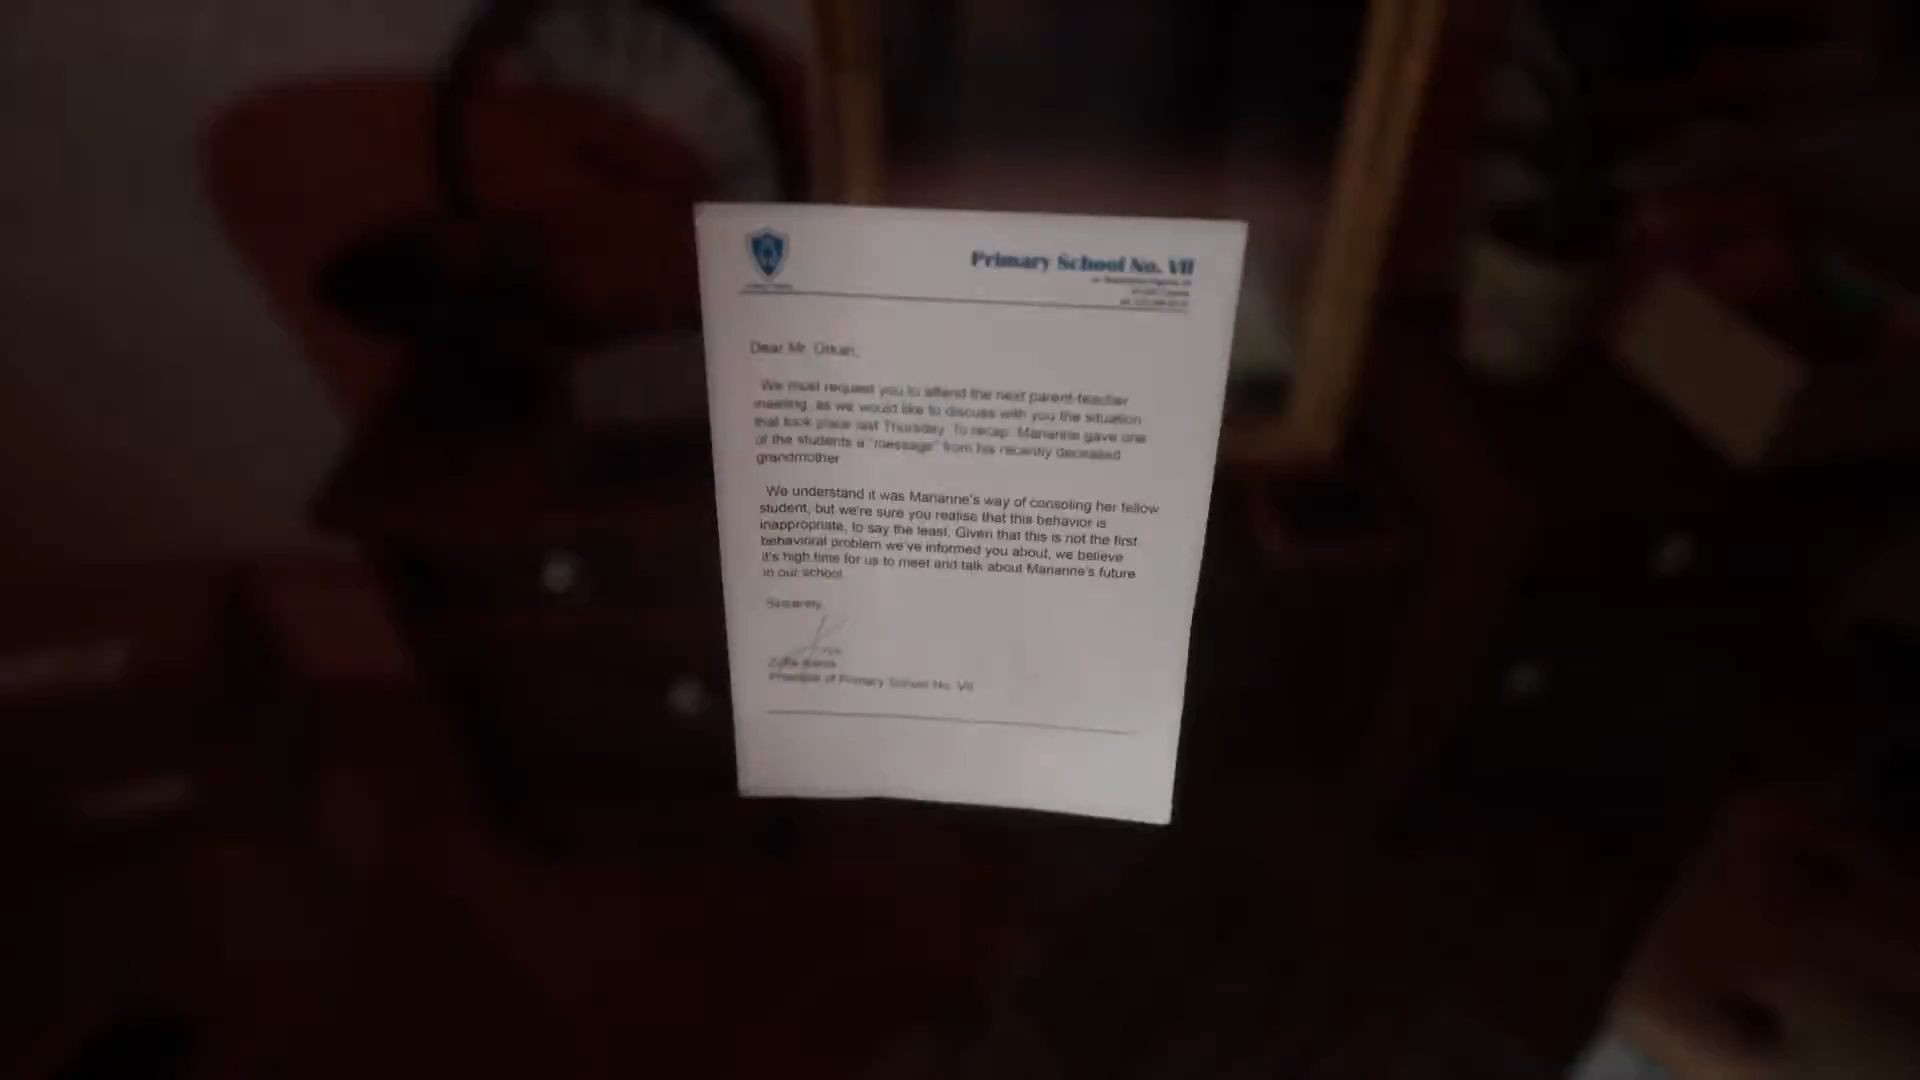 Primary School No. VII
Dear Mr.
We must request you to attend the next parent-teacher
meeting, as we would like to discuss with you the situation
that took place last Thursday. To recap: Marianne gave one
of the students a "message" from his recently deceased
grandmother.
We understand it was Marianne's way of consoling her fellow
student, but we're sure you realise that this behavior is
inappropriate, to say the least. Given that this is not the first
behavioral problem we've informed you about, we believe
it's high time for us to meet and talk about Marianne's future
in our school.
Sincerely
Principal of Primary School No. VII